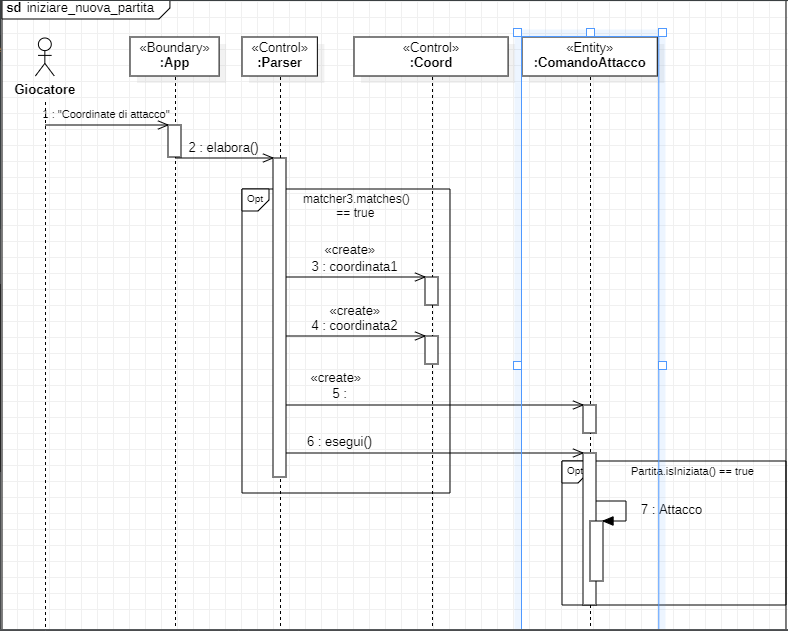 sd iniziare_nuova_partita
«Boundary»
:App
«Control»
:Parser
«Control»
:Coord
«Entity»
:ComandoAttacco
Giocatore
1 : "Coordinate di attacco"
2 : elabora()
Opt
matcher3.matches()
== true
«create»
3 : coordinata1
«create»
4 : coordinata2
«create»
5 :
6 : esegui()
Opt
Partita.isIniziata() == true
7 : Attacco